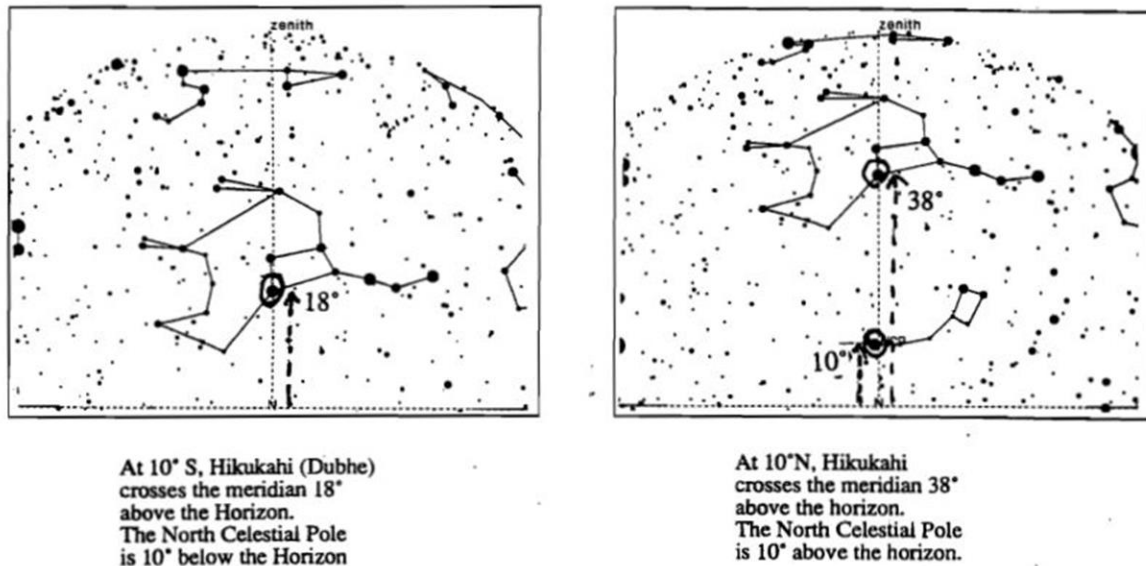 zenith
18°
N
At 10° S, Hikukahi (Dubhe)
crosses the meridian 18°
above the Horizon.
The North Celestial Pole
is 10° below the Horizon
zenith
38°
10°
N
At 10°N, Hikukahi
crosses the meridian 38°
above the horizon.
The North Celestial Pole
is 10° above the horizon.